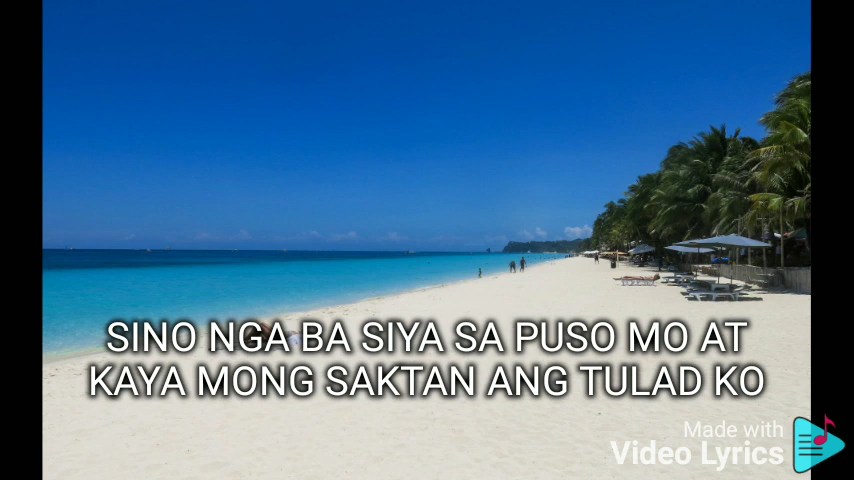 SINO NGA BA SIYA SA PUSO MO AT
KAYA MONG SAKTAN ANG TULAD KO
Made with
Video Lyrics